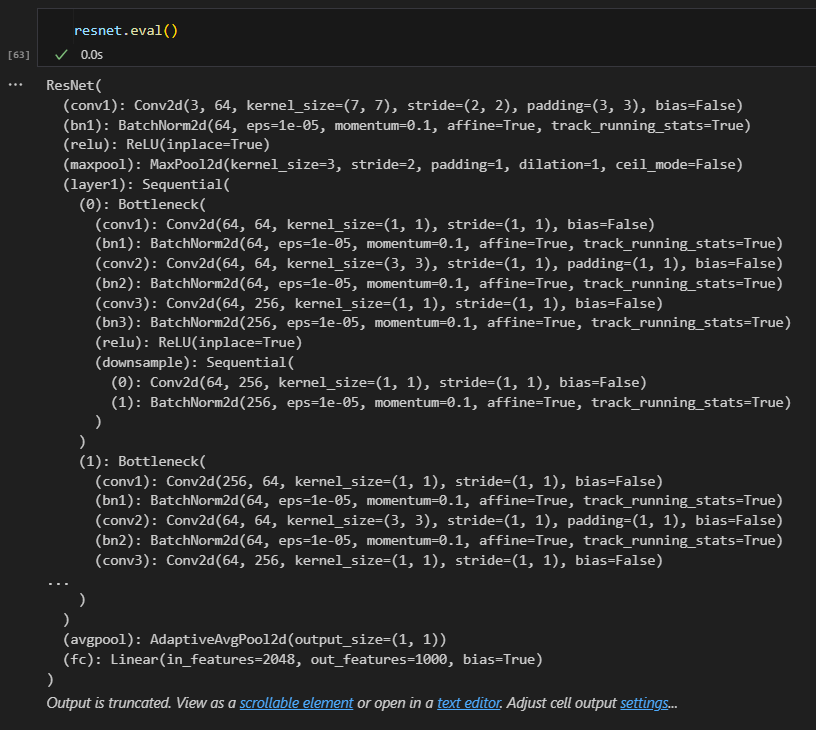 resnet.eval()
[63]
0.0s
ResNet(
(conv1): Conv2d(3, 64, kernel_size=(7, 7), stride=(2, 2), padding=(3, 3), bias=False)
(bn1): BatchNorm2d(64, eps=1e-05, momentum=0.1, affine=True, track_running_stats=True)
(relu): ReLU(inplace=True)
(maxpool): MaxPool2d(kernel_size=3, stride=2, padding=1, dilation=1, ceil_mode=False)
(layer1): Sequential(
(0): Bottleneck(
(conv1): Conv2d(64, 64, kernel_size=(1, 1), stride=(1, 1), bias=False)
(bn1): BatchNorm2d(64, eps=1e-05, momentum=0.1, affine=True, track_running_stats=True)
(conv2): Conv2d(64, 64, kernel_size=(3, 3), stride=(1, 1), padding=(1, 1), bias=False)
(bn2): BatchNorm2d(64, eps=1e-05, momentum=0.1, affine=True, track_running_stats=True)
(conv3): Conv2d(64, 256, kernel_size=(1, 1), stride=(1, 1), bias=False)
(bn3): BatchNorm2d(256, eps=1e-05, momentum=0.1, affine=True, track_running_stats=True)
(relu): ReLU(inplace=True)
(downsample): Sequential(
(0): Conv2d(64, 256, kernel_size=(1, 1), stride=(1, 1), bias=False)
(1): BatchNorm2d(256, eps=1e-05, momentum=0.1, affine=True, track_running_stats=True)
)
)
(1): Bottleneck(
(conv1): Conv2d(256, 64, kernel_size=(1, 1), stride=(1, 1), bias=False)
(bn1): BatchNorm2d(64, eps=1e-05, momentum=0.1, affine=True, track_running_stats=True)
(conv2): Conv2d(64, 64, kernel_size=(3, 3), stride=(1, 1), padding=(1, 1), bias=False)
(bn2): BatchNorm2d(64, eps=1e-05, momentum=0.1, affine=True, track_running_stats=True)
(conv3): Conv2d(64, 256, kernel_size=(1, 1), stride=(1, 1), bias=False)
...
)
)
(avgpool): AdaptiveAvgPool2d(output_size=(1, 1))
(fc): Linear(in_features=2048, out_features=1000, bias=True)
)
Output is truncated. View as a scrollable element or open in a text editor. Adjust cell output settings...